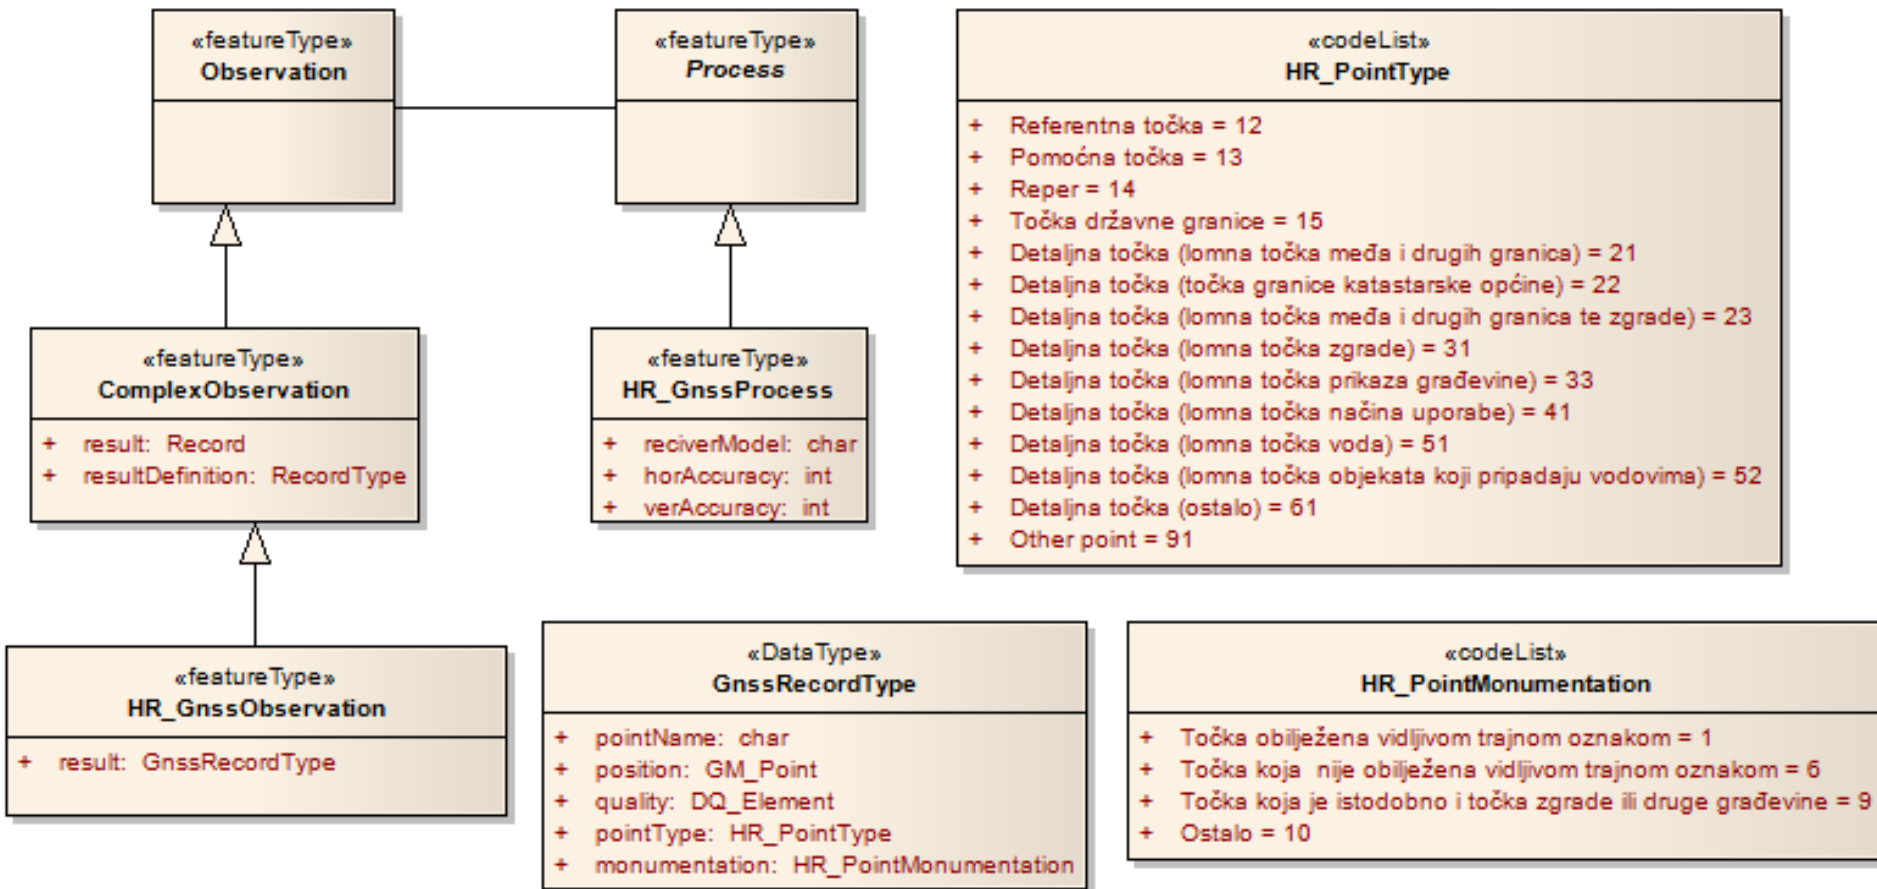 «featureType»
Observation
«featureType»
Process
«codeList»
HR_PointType
+ Referentna točka = 12
+ Pomoćna točka = 13
+ Reper = 14
+ Točka državne granice = 15
+ Detaljna točka (lomna točka međa i drugih granica) = 21
+ Detaljna točka (točka granice katastarske općine) = 22
+ Detaljna točka (lomna točka međa i drugih granica te zgrade) = 23
+ Detaljna točka (lomna točka zgrade) = 31
+ Detaljna točka (lomna točka prikaza građevine) = 33
+ Detaljna točka (lomna točka načina uporabe) = 41
+ Detaljna točka (lomna točka voda) = 51
+ Detaljna točka (lomna točka objekata koji pripadaju vodovima) = 52
+ Detaljna točka (ostalo) = 61
+ Other point = 91
«featureType»
ComplexObservation
+ result: Record
+ resultDefinition: RecordType
«featureType»
HR_GnssProcess
+ reciverModel: char
+ horAccuracy: int
+ verAccuracy: int
«featureType»
HR_GnssObservation
+ result: GnssRecordType
«DataType»
GnssRecordType
+ pointName: char
+ position: GM_Point
+ quality: DQ_Element
+ pointType: HR_PointType
+ monumentation: HR_PointMonumentation
«codeList»
HR_PointMonumentation
+ Točka obilježena vidljivom trajnom oznakom = 1
+ Točka koja nije obilježena vidljivom trajnom oznakom = 6
+ Točka koja je istodobno i točka zgrade ili druge građevine = 9
+ Ostalo = 10